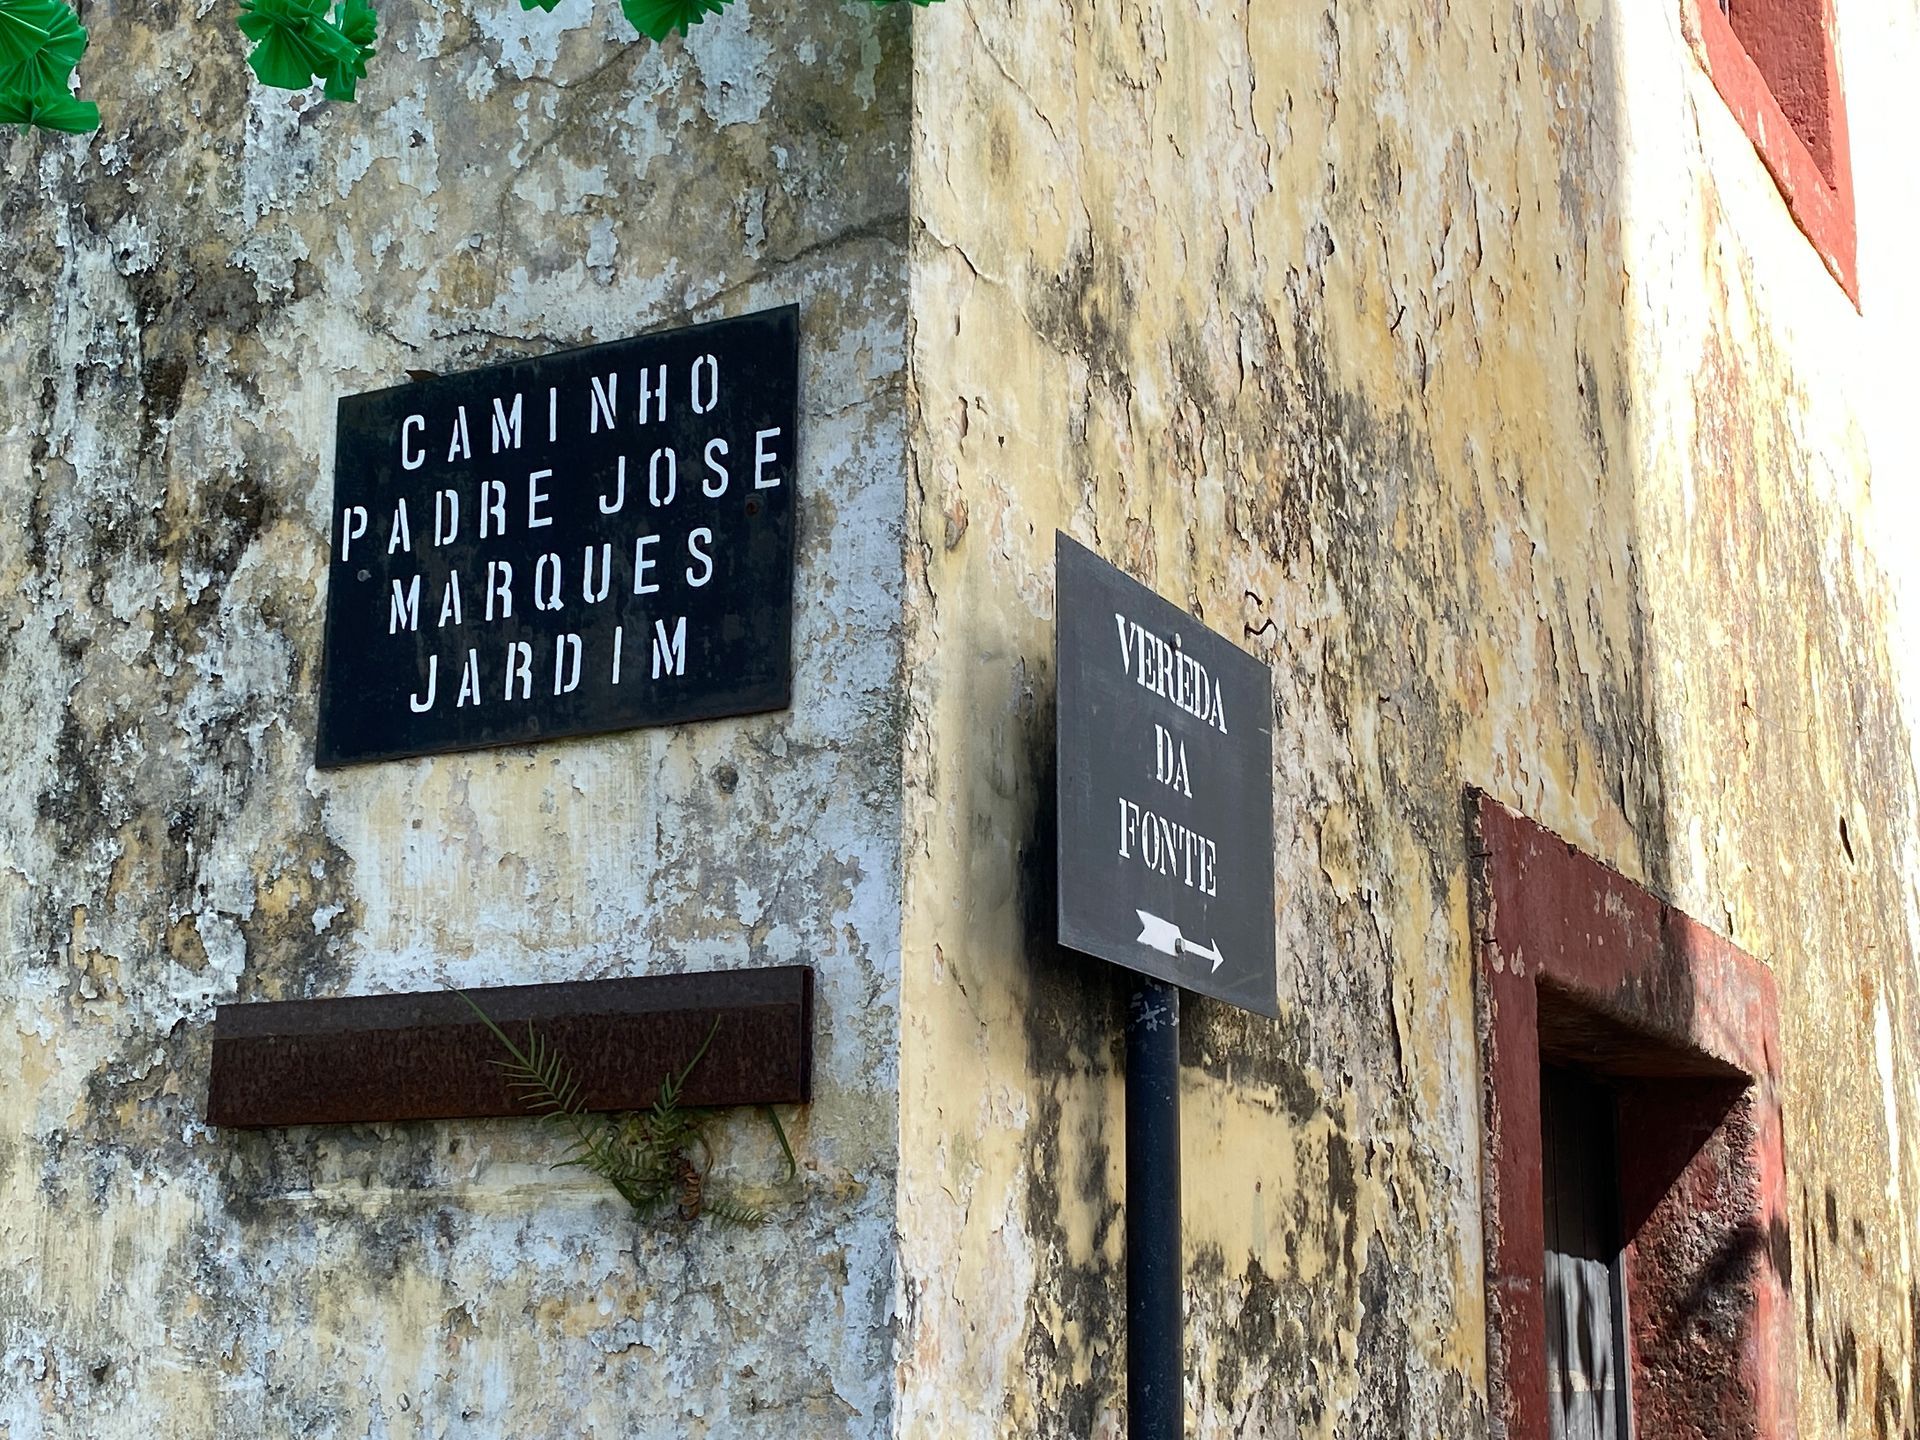 CAMINHO
PADRE JOSE
MARQUES
JARDIM
VEREDA
DA
FONTE